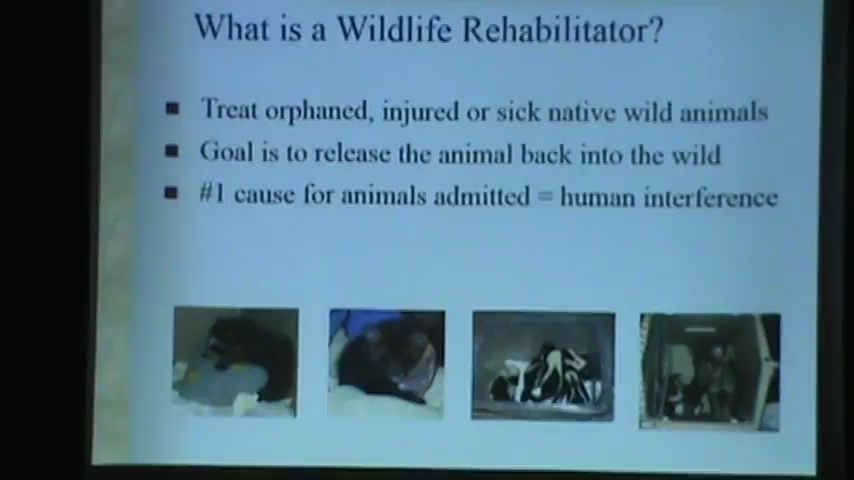 What is a Wildlife Rehabilitator?
■ Treat orphaned, injured or sick native wild animals
■ Goal is to release the animal back into the wild
■ #1 cause for animals admitted = human interference